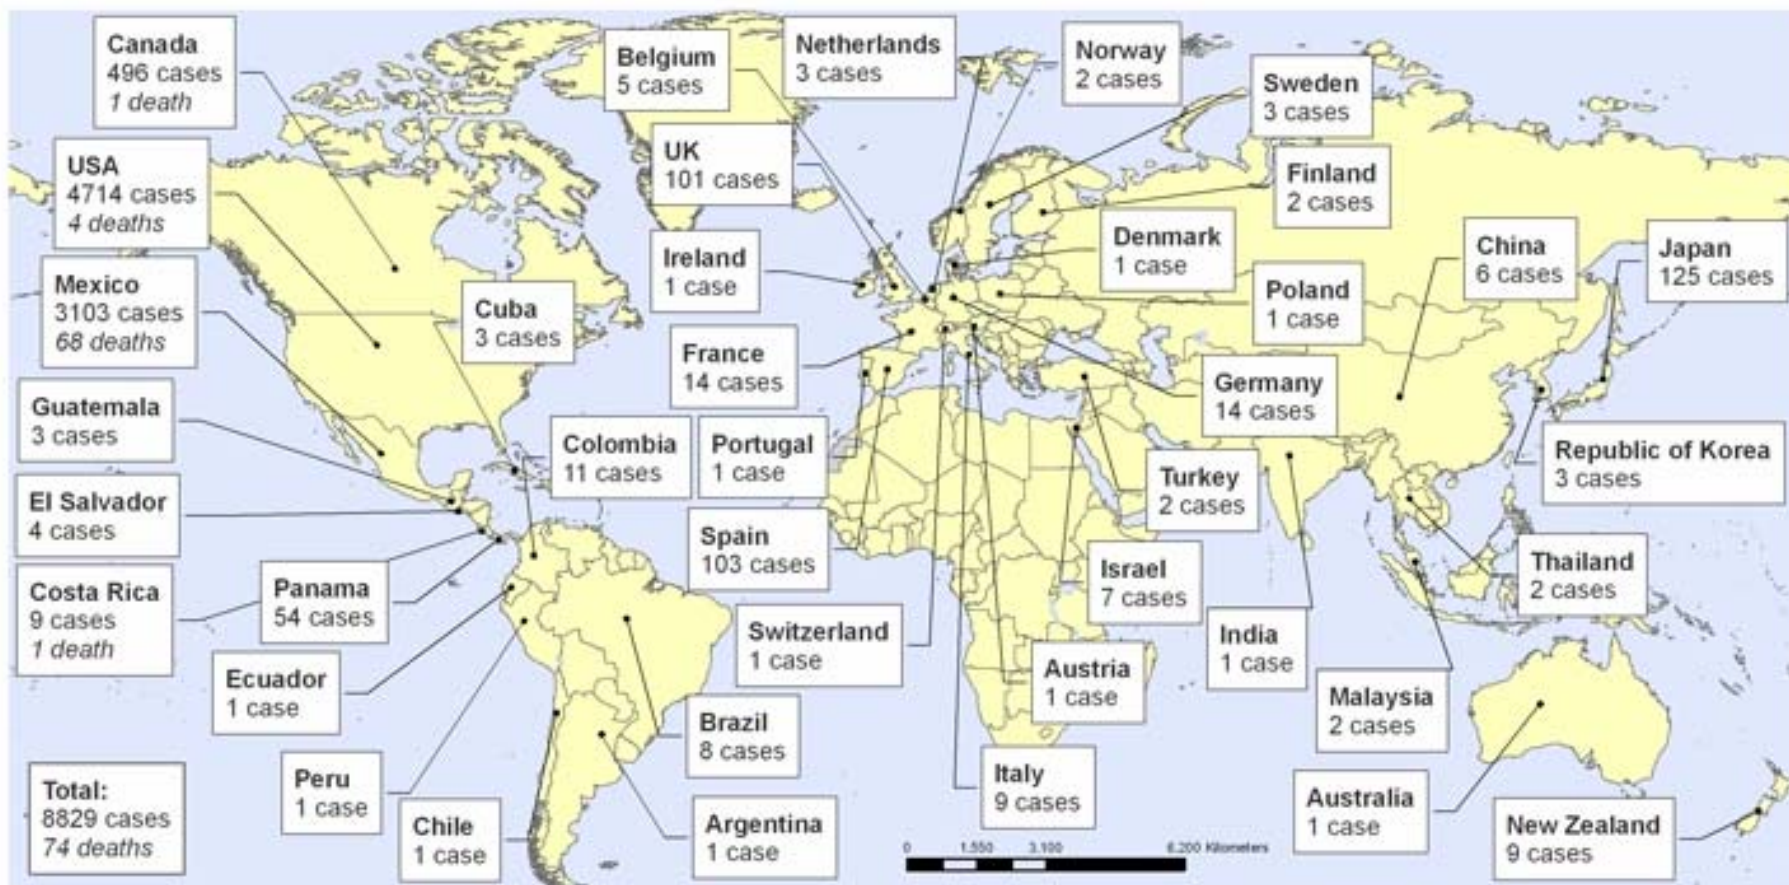 Canada
496 cases
1 death
Belgium
5 cases
Netherlands
3 cases
Norway
2 cases
Sweden
3 cases
USA
4714 cases
4 deaths
UK
101 cases
Finland
2 cases
Mexico
3103 cases
68 deaths
Cuba
3 cases
Ireland
1 case
Denmark
1 case
China
6 cases
Japan
125 cases
Poland
1 case
France
14 cases
Germany
14 cases
Guatemala
3 cases
Colombia
11 cases
Portugal
1 case
Turkey
2 cases
Republic of Korea
3 cases
El Salvador
4 cases
Spain
103 cases
Israel
7 cases
Thailand
2 cases
Costa Rica
9 cases
1 death
Panama
54 cases
Switzerland
1 case
Austria
1 case
India
1 case
Malaysia
2 cases
Ecuador
1 case
Brazil
8 cases
Peru
1 case
Chile
1 case
Argentina
1 case
Italy
9 cases
Australia
1 case
New Zealand
9 cases
Total:
8829 cases
74 deaths
0 1,550 3,100 6,200 Kilometers